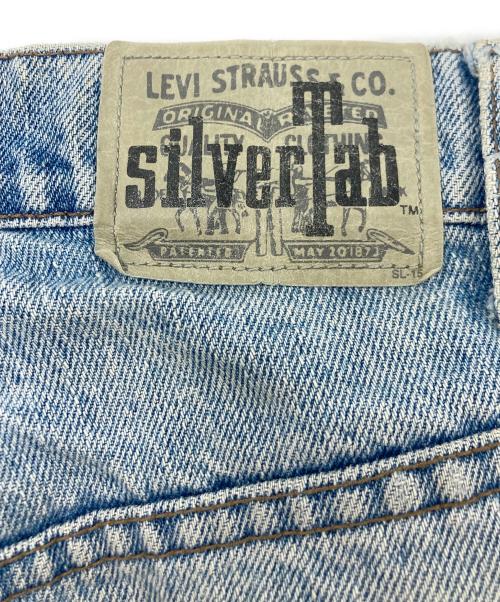 LEVI STRAUSS & CO.
ORIGINAL RIVETED
QUALITY CLOTHING
silverTab
TM
PATENTED MAY 20 1873
SL-15